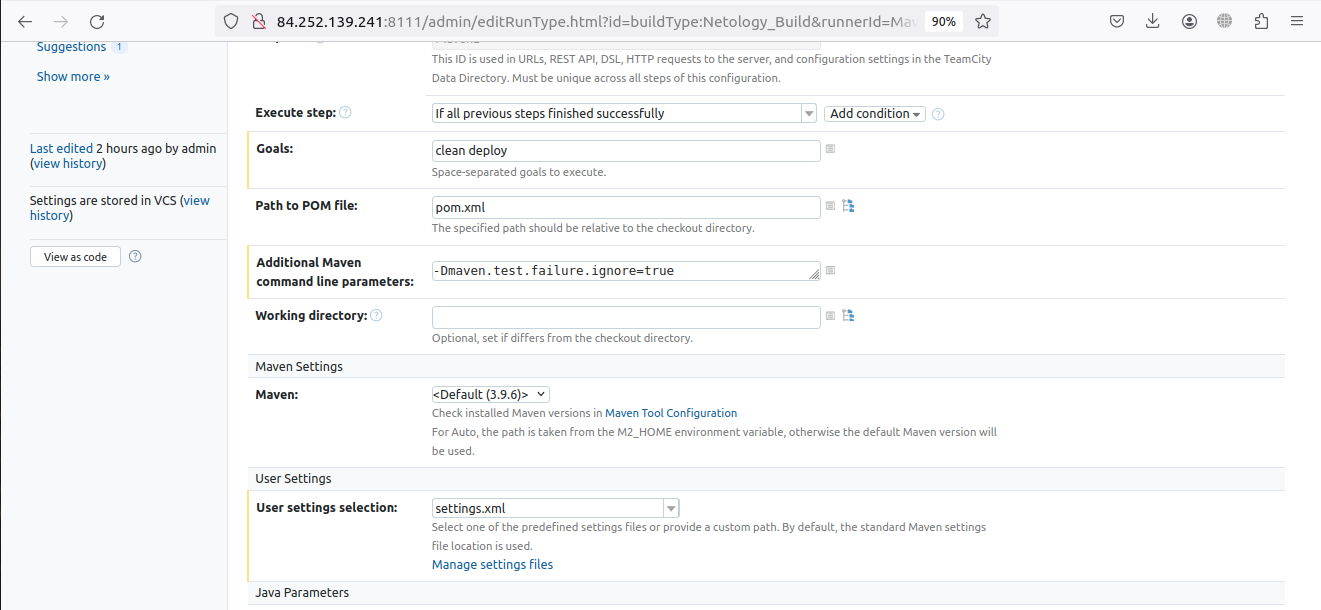 84.252.139.241:8111/admin/editRunType.html?id=buildType:Netology_Build&runnerId=Mav
90%
Suggestions 1
Show more »
Last edited 2 hours ago by admin
(view history)
Settings are stored in VCS (view
history)
View as code
This ID is used in URLs, REST API, DSL, HTTP requests to the server, and configuration settings in the TeamCity
Data Directory. Must be unique across all steps of this configuration.
Execute step:
If all previous steps finished successfully
Add condition
Goals:
clean deploy
Space-separated goals to execute.
Path to POM file:
pom.xml
The specified path should be relative to the checkout directory.
Additional Maven
command line parameters:
-Dmaven.test.failure.ignore=true
Working directory:
Optional, set if differs from the checkout directory.
Maven Settings
Maven:
<Default (3.9.6)>
Check installed Maven versions in Maven Tool Configuration
For Auto, the path is taken from the M2_HOME environment variable, otherwise the default Maven version will
be used.
User Settings
User settings selection:
settings.xml
Select one of the predefined settings files or provide a custom path. By default, the standard Maven settings
file location is used.
Manage settings files
Java Parameters